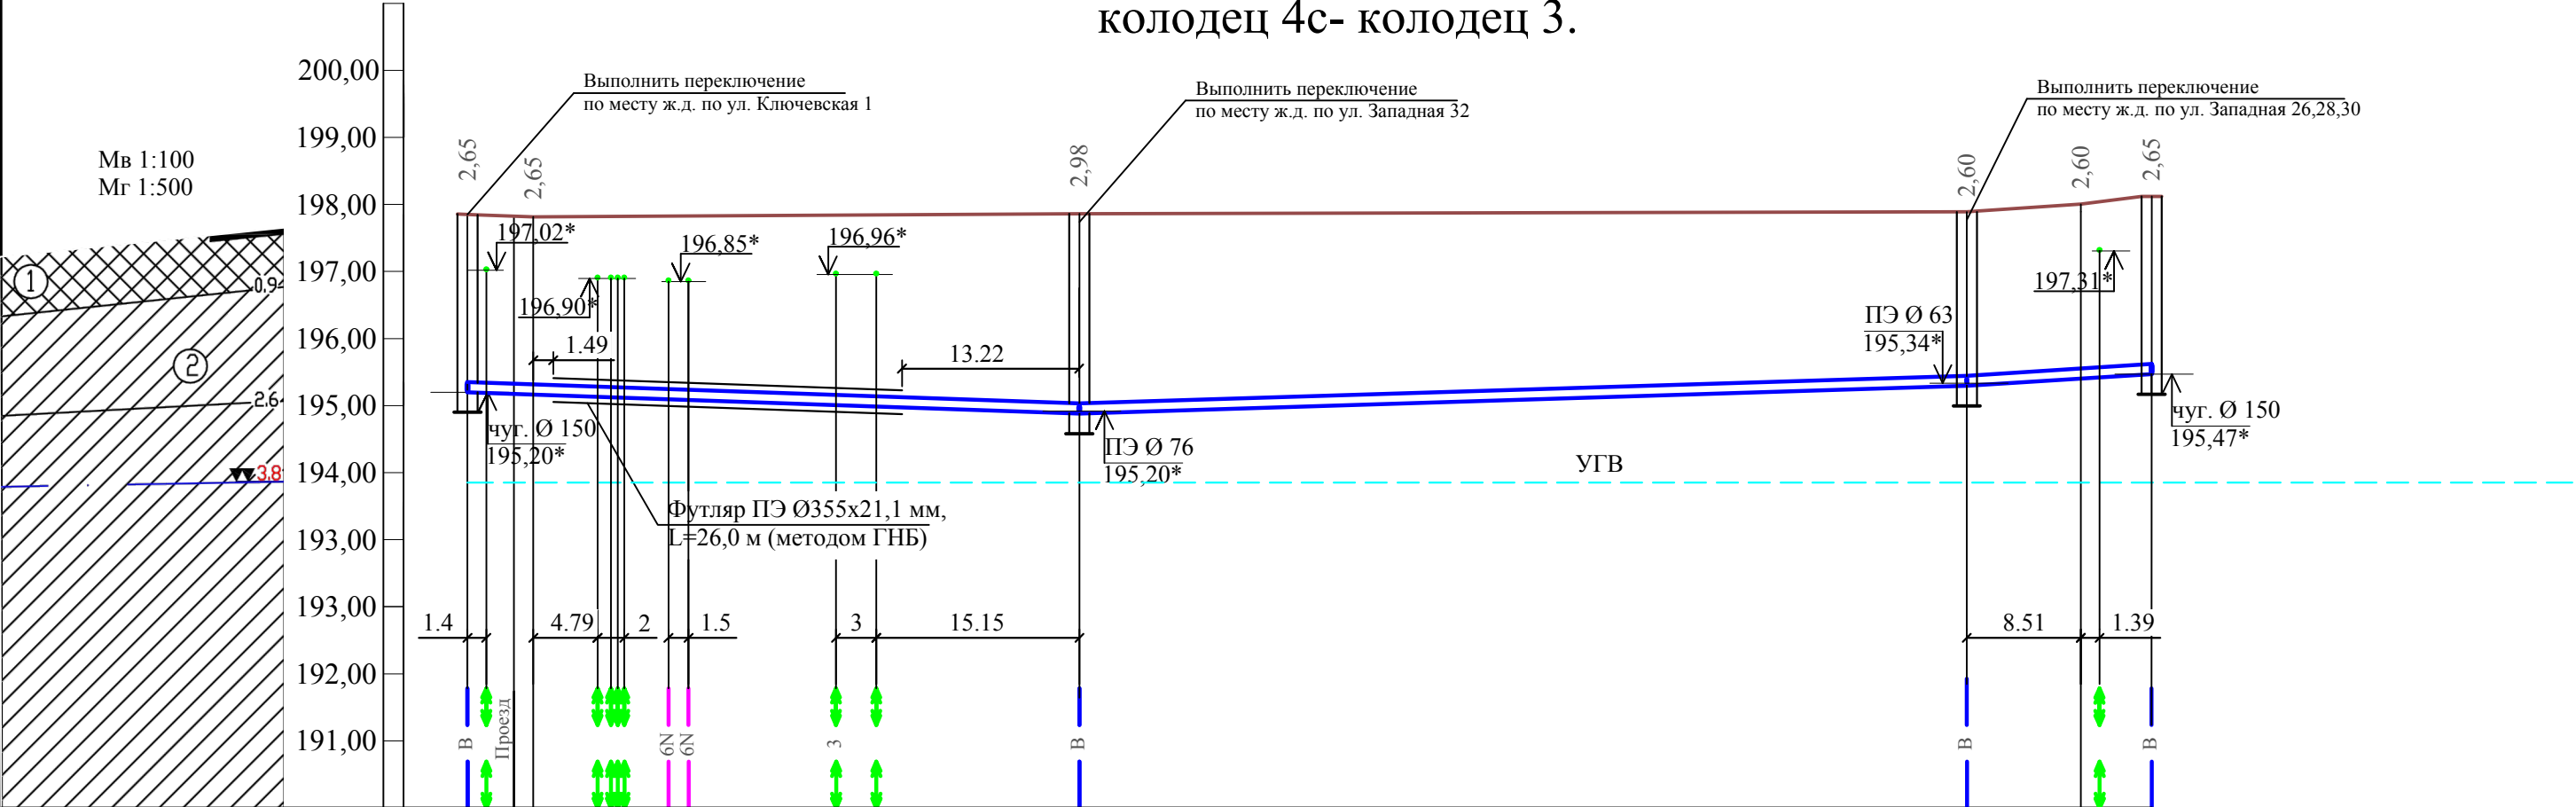 колодец 4с- колодец 3.
200,00
199,00
198,00
197,00
196,00
195,00
194,00
193,00
193,00
192,00
191,00
Мв 1:100
Мг 1:500
1
0.9
2
2.6
3.8
Выполнить переключение
по месту ж.д. по ул. Ключевская 1
Выполнить переключение
по месту ж.д. по ул. Западная 32
Выполнить переключение
по месту ж.д. по ул. Западная 26,28,30
2,65
2,65
2,98
2,60
2,60
2,65
197,02*
196,85*
196,96*
196,90*
197,31*
1.49
13.22
ПЭ Ø 63
195,34*
чуг. Ø 150
195,20*
ПЭ Ø 76
195,20*
чуг. Ø 150
195,47*
УГВ
Футляр ПЭ Ø355х21,1 мм,
L=26,0 м (методом ГНБ)
1.4
4.79
2
1.5
3
15.15
8.51
1.39
В
Проезд
6N
6N
3
В
В
В